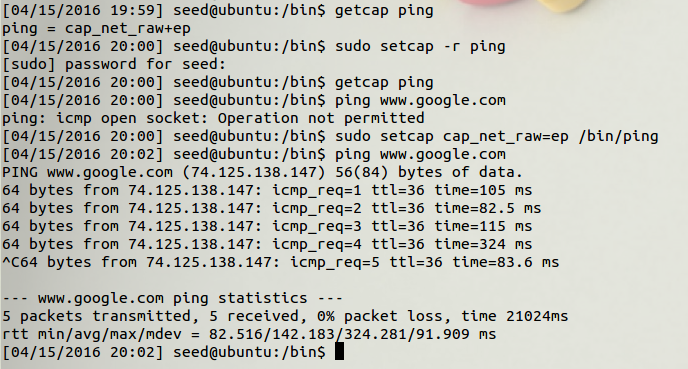 [04/15/2016 19:59] seed@ubuntu:/bin$ getcap ping
ping = cap_net_raw+ep
[04/15/2016 20:00] seed@ubuntu:/bin$ sudo setcap -r ping
[sudo] password for seed:
[04/15/2016 20:00] seed@ubuntu:/bin$ getcap ping
[04/15/2016 20:00] seed@ubuntu:/bin$ ping www.google.com
ping: icmp open socket: Operation not permitted
[04/15/2016 20:00] seed@ubuntu:/bin$ sudo setcap cap_net_raw=ep /bin/ping
[04/15/2016 20:02] seed@ubuntu:/bin$ ping www.google.com
PING www.google.com (74.125.138.147) 56(84) bytes of data.
64 bytes from 74.125.138.147: icmp_req=1 ttl=36 time=105 ms
64 bytes from 74.125.138.147: icmp_req=2 ttl=36 time=82.5 ms
64 bytes from 74.125.138.147: icmp_req=3 ttl=36 time=115 ms
64 bytes from 74.125.138.147: icmp_req=4 ttl=36 time=324 ms
^C64 bytes from 74.125.138.147: icmp_req=5 ttl=36 time=83.6 ms
--- www.google.com ping statistics ---
5 packets transmitted, 5 received, 0% packet loss, time 21024ms
rtt min/avg/max/mdev = 82.516/142.183/324.281/91.909 ms
[04/15/2016 20:02] seed@ubuntu:/bin$